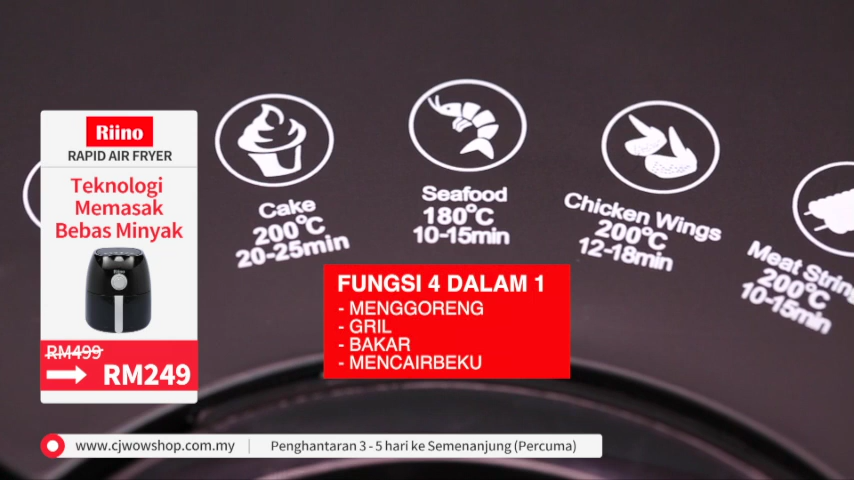 Riino
RAPID AIR FRYER
Teknologi
Memasak
Bebas Minyak
Riino
RM499
RM249
Cake
200°C
20-25min
Seafood
180°C
10-15min
Chicken Wings
200°C
12-18min
Meat String
200°C
10-15min
FUNGSI 4 DALAM 1
- MENGGORENG
- GRIL
- BAKAR
- MENCAIRBEKU
www.cjwowshop.com.my | Penghantaran 3 - 5 hari ke Semenanjung (Percuma)